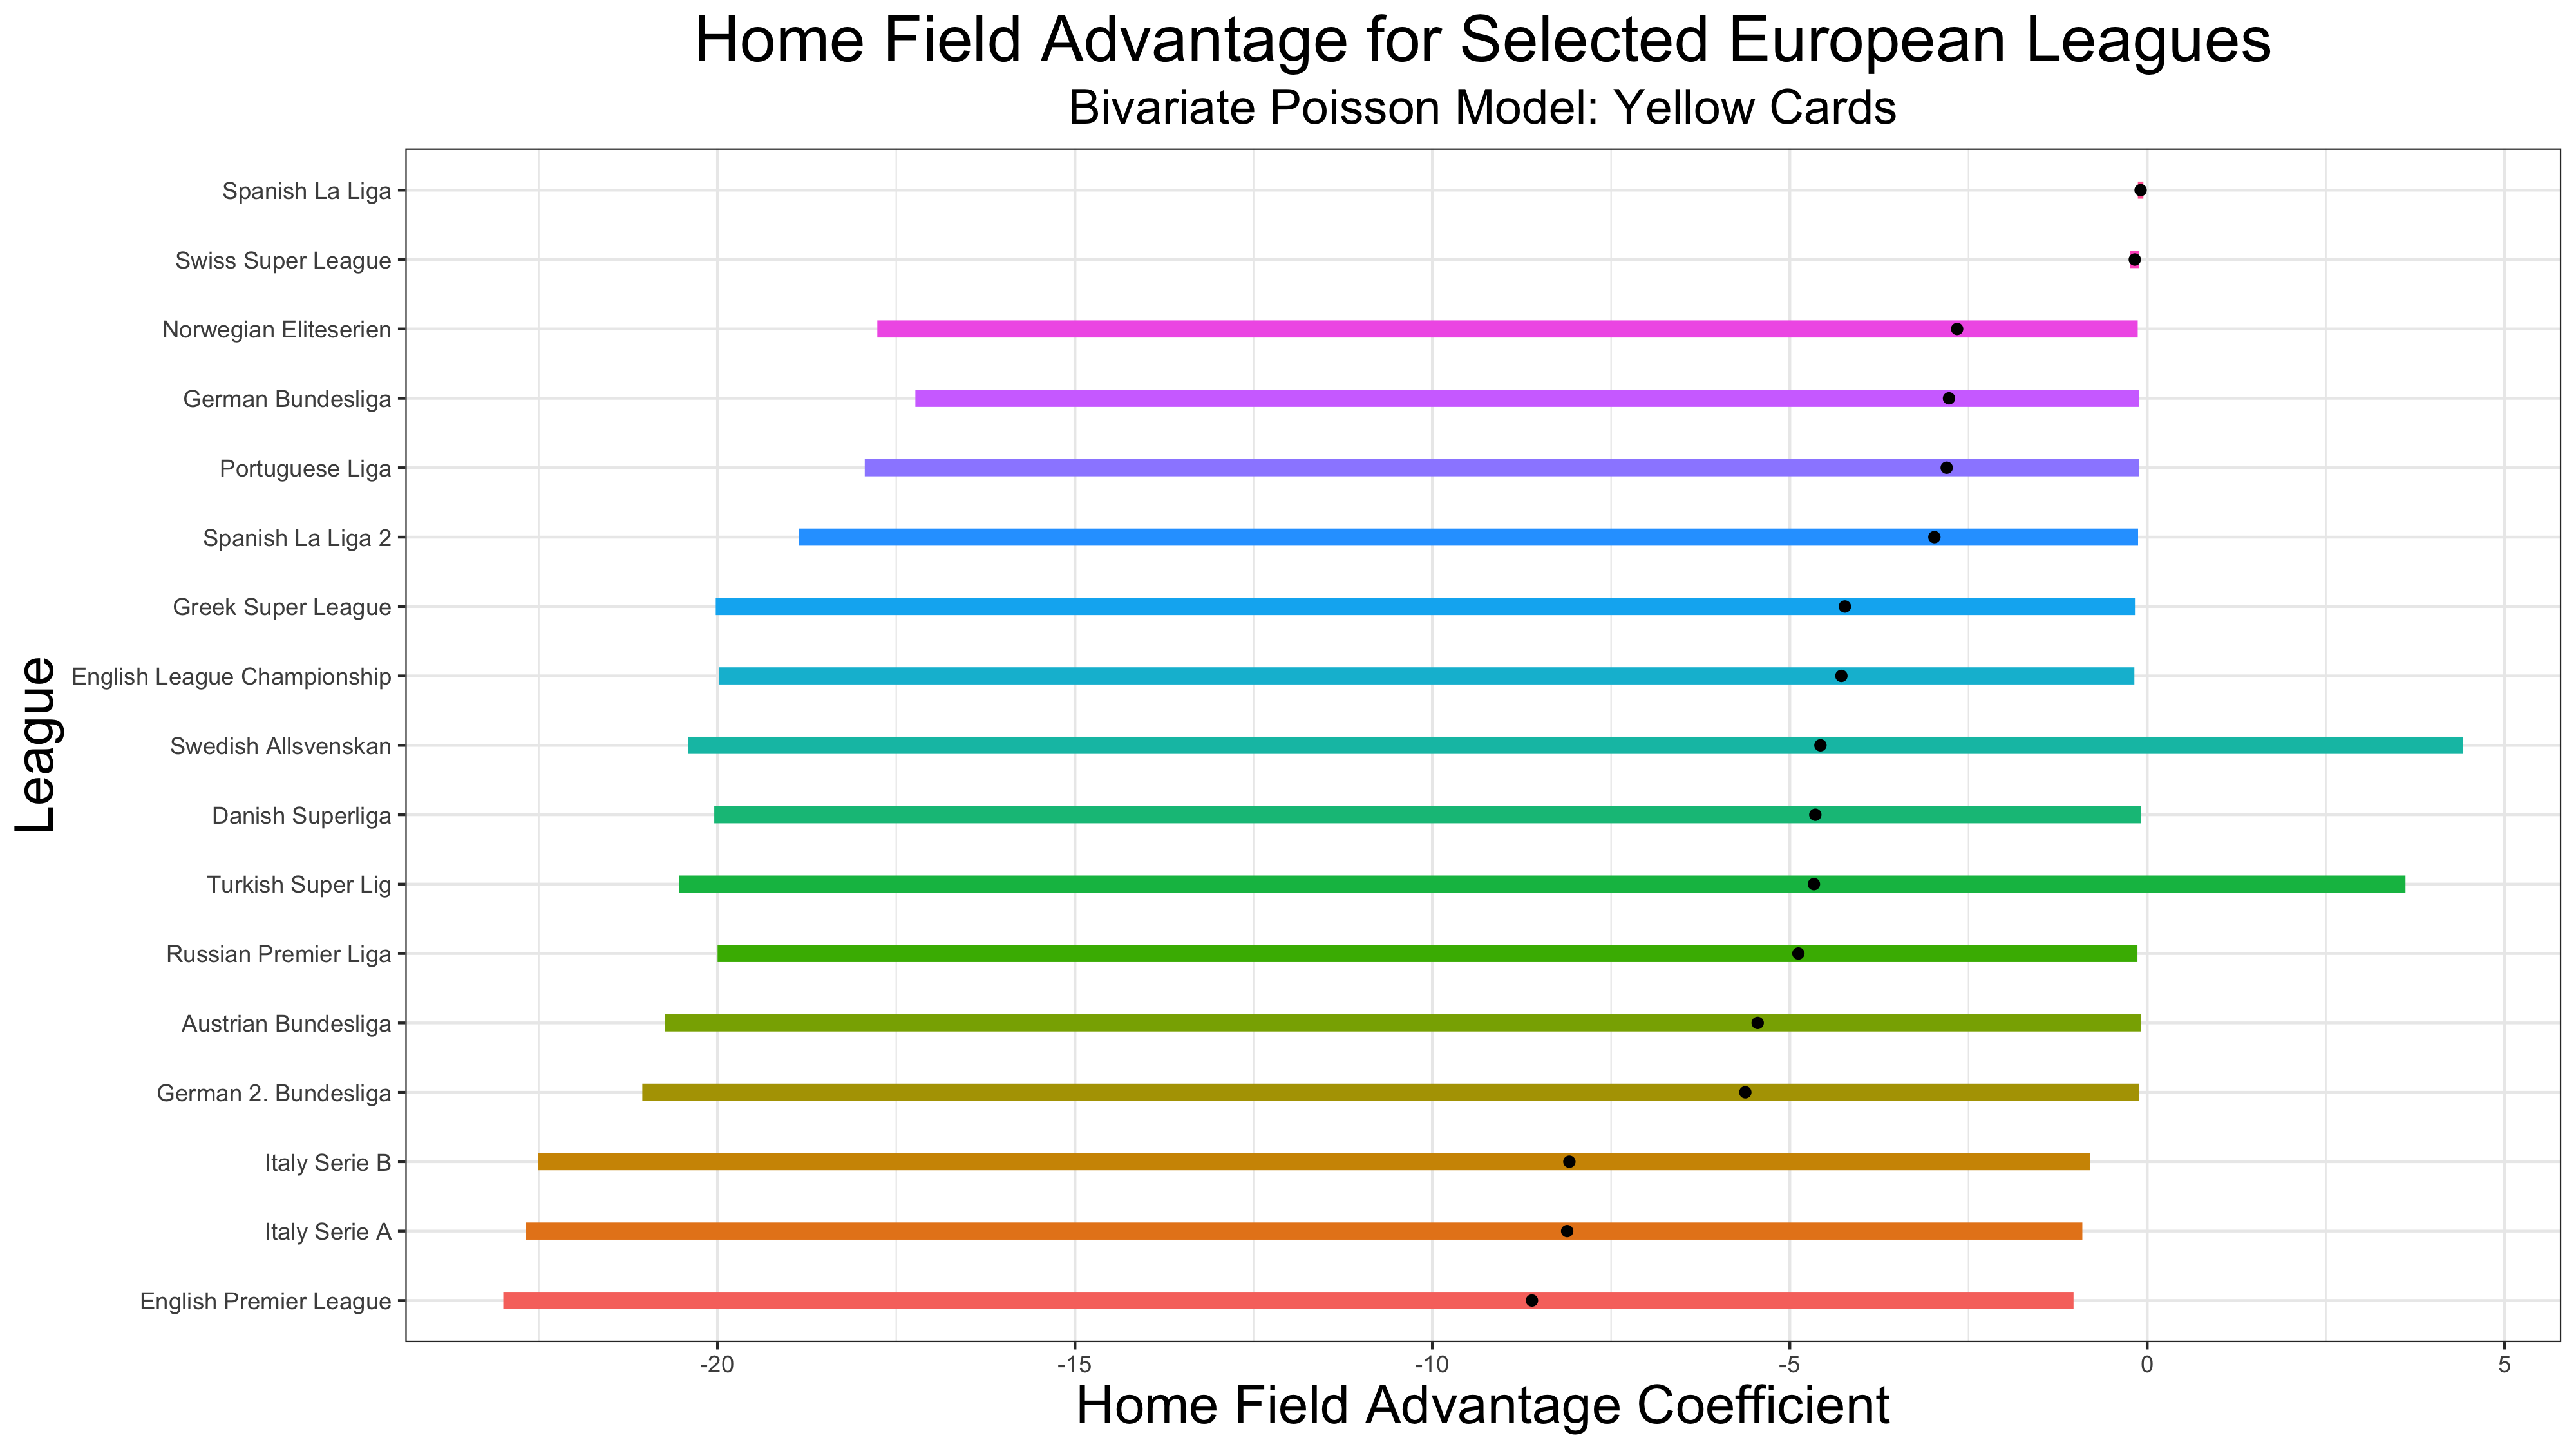 Home Field Advantage for Selected European Leagues
Bivariate Poisson Model: Yellow Cards
League
Spanish La Liga
Swiss Super League
Norwegian Eliteserien
German Bundesliga
Portuguese Liga
Spanish La Liga 2
Greek Super League
English League Championship
Swedish Allsvenskan
Danish Superliga
Turkish Super Lig
Russian Premier Liga
Austrian Bundesliga
German 2. Bundesliga
Italy Serie B
Italy Serie A
English Premier League
-20 -15 -10 -5 0 5
Home Field Advantage Coefficient